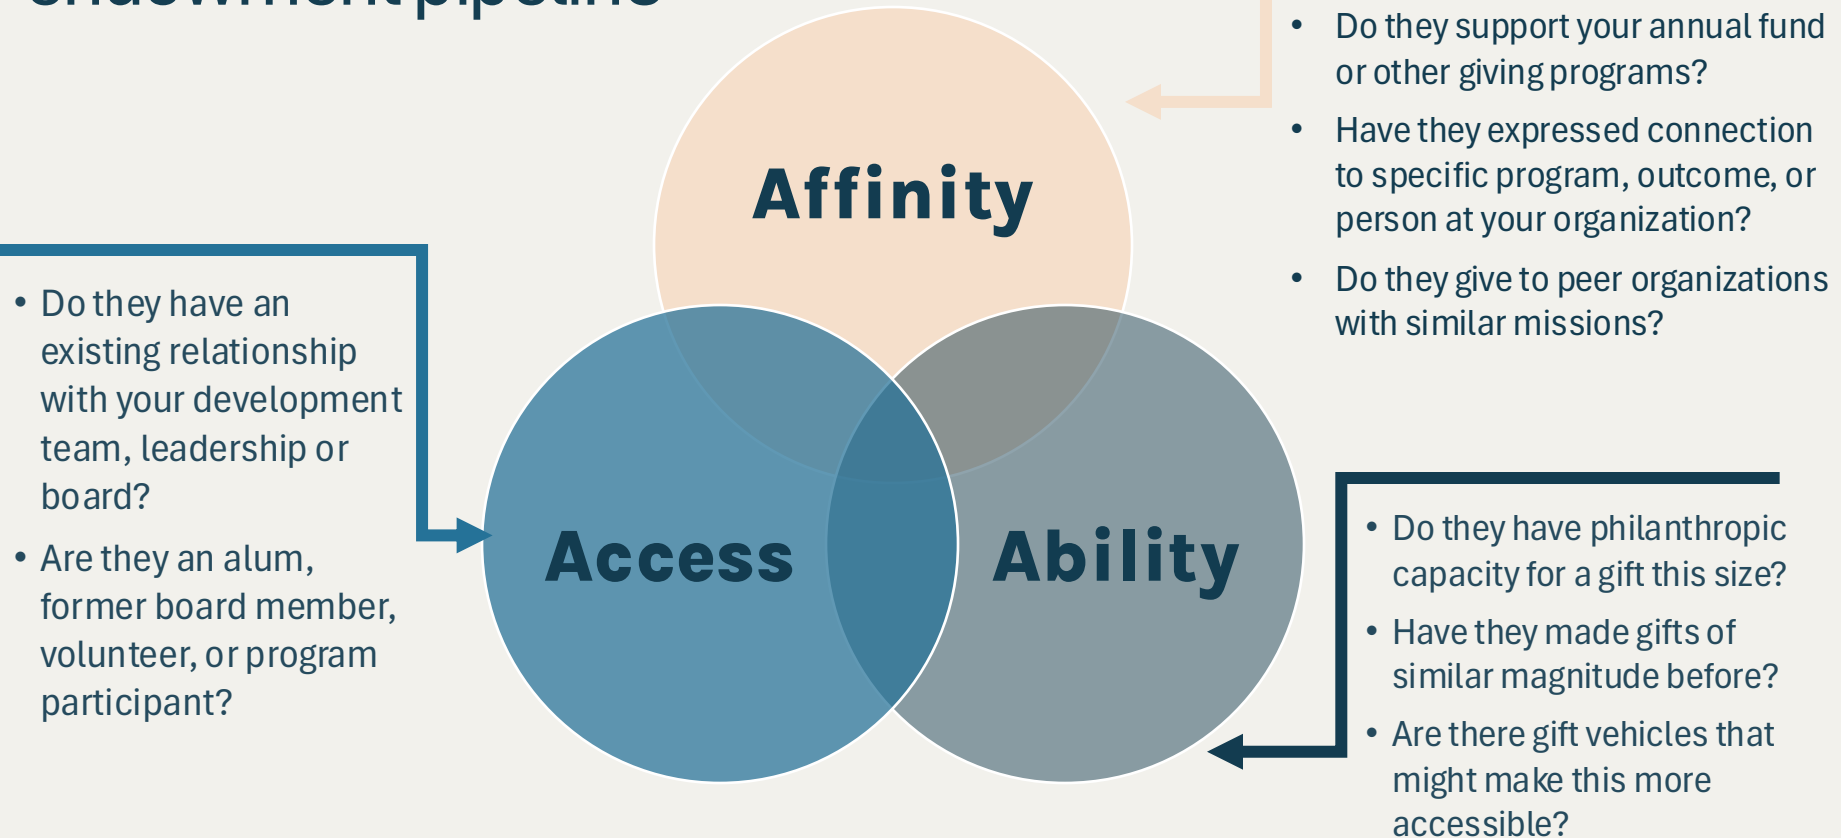 endowment pipeline
• Do they support your annual fund
or other giving programs?
• Have they expressed connection
to specific program, outcome, or
person at your organization?
• Do they give to peer organizations
with similar missions?
Affinity
• Do they have an
existing relationship
with your development
team, leadership or
board?
• Are they an alum,
former board member,
volunteer, or program
participant?
Access
Ability
• Do they have philanthropic
capacity for a gift this size?
• Have they made gifts of
similar magnitude before?
• Are there gift vehicles that
might make this more
accessible?